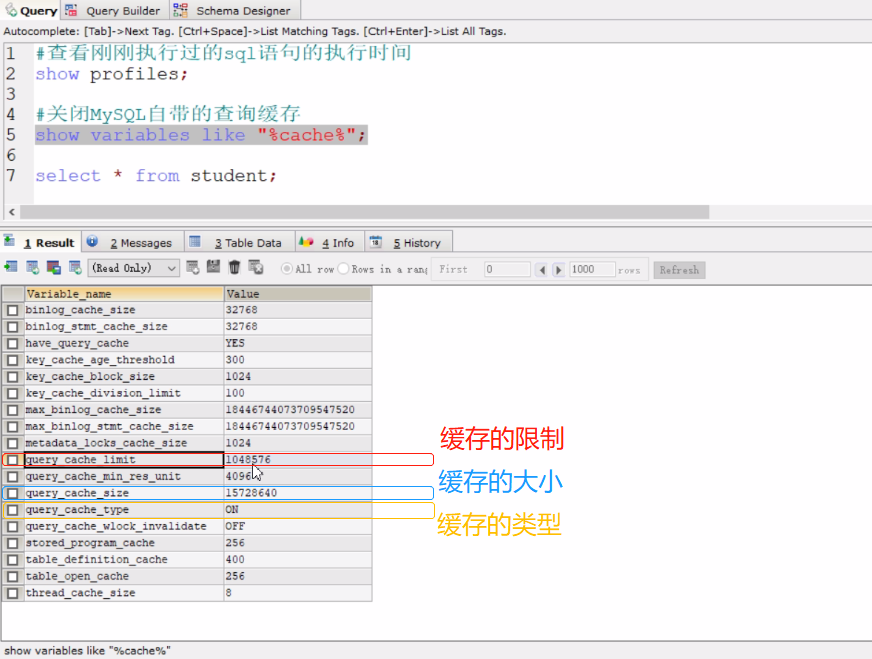 Query Query Builder Schema Designer
Autocomplete: [Tab]->Next Tag. [Ctrl+Space]->List Matching Tags. [Ctrl+Enter]->List All Tags.
1 #查看刚刚执行过的sql语句的执行时间
2 show profiles;
3
4 #关闭MySQL自带的查询缓存
5 show variables like "%cache%";
6
7 select * from student;
1 Result 2 Messages 3 Table Data 4 Info 5 History
(Read Only) All row Rows in a rang First 0 1000 rows Refresh
Variable_name Value
binlog_cache_size 32768
binlog_stmt_cache_size 32768
have_query_cache YES
key_cache_age_threshold 300
key_cache_block_size 1024
key_cache_division_limit 100
max_binlog_cache_size 18446744073709547520
max_binlog_stmt_cache_size 18446744073709547520
metadata_locks_cache_size 1024
query_cache_limit 1048576 缓存的限制
query_cache_min_res_unit 4096
query_cache_size 15728640 缓存的大小
query_cache_type ON 缓存的类型
query_cache_wlock_invalidate OFF
stored_program_cache 256
table_definition_cache 400
table_open_cache 256
thread_cache_size 8
show variables like "%cache%"